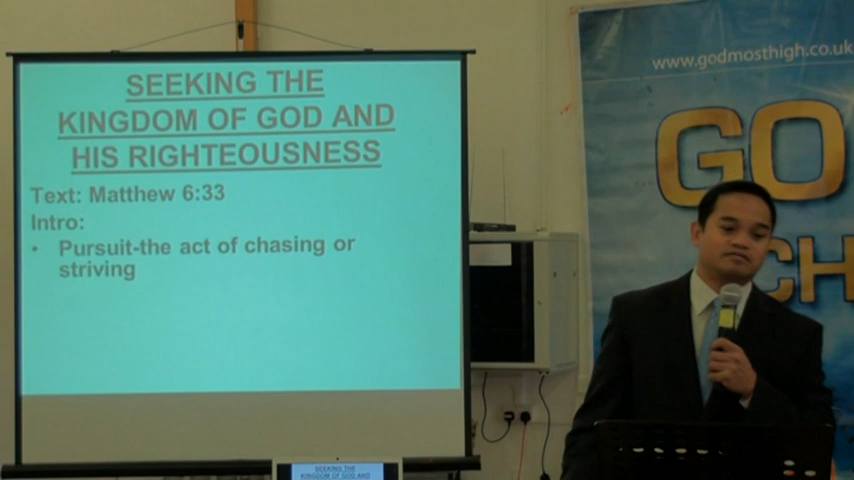 SEEKING THE
KINGDOM OF GOD AND
HIS RIGHTEOUSNESS
Text: Matthew 6:33
Intro:
• Pursuit-the act of chasing or
striving
www.godmosthigh.co.uk
GO
CH
SEEKING THE
KINGDOM OF GOD AND